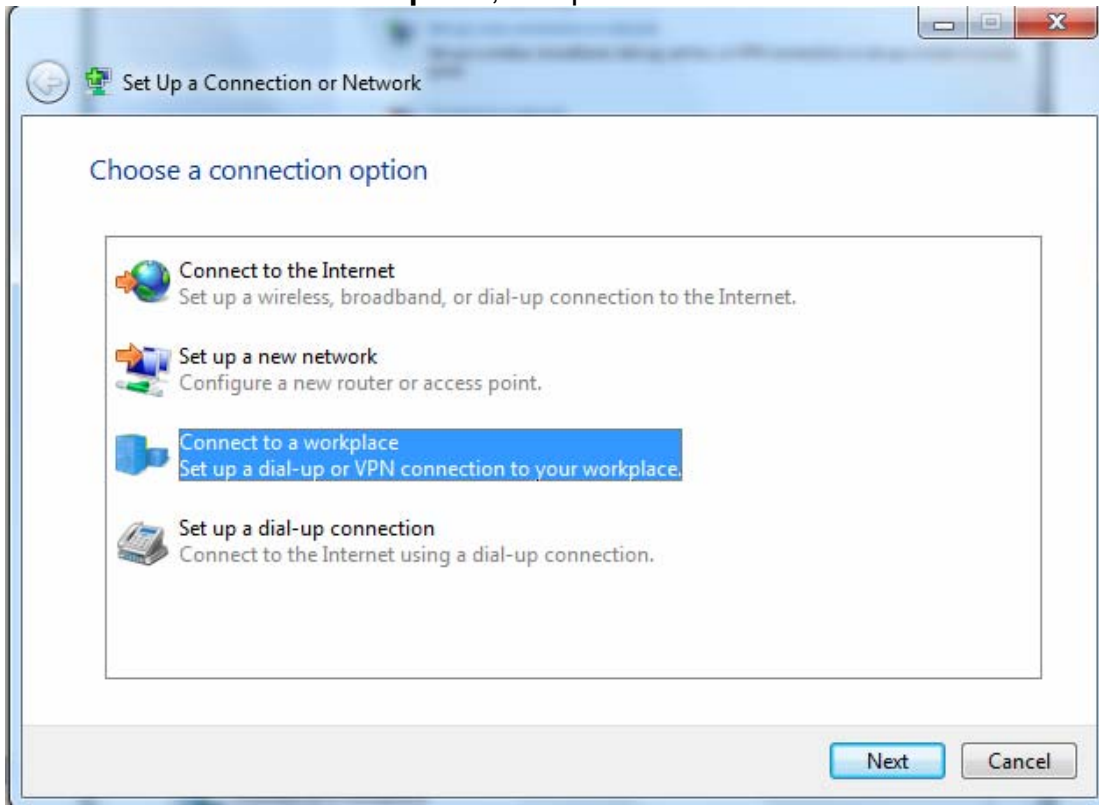 Set Up a Connection or Network
Choose a connection option
Connect to the Internet
Set up a wireless, broadband, or dial-up connection to the Internet.
Set up a new network
Configure a new router or access point.
Connect to a workplace
Set up a dial-up or VPN connection to your workplace.
Set up a dial-up connection
Connect to the Internet using a dial-up connection.
Next Cancel